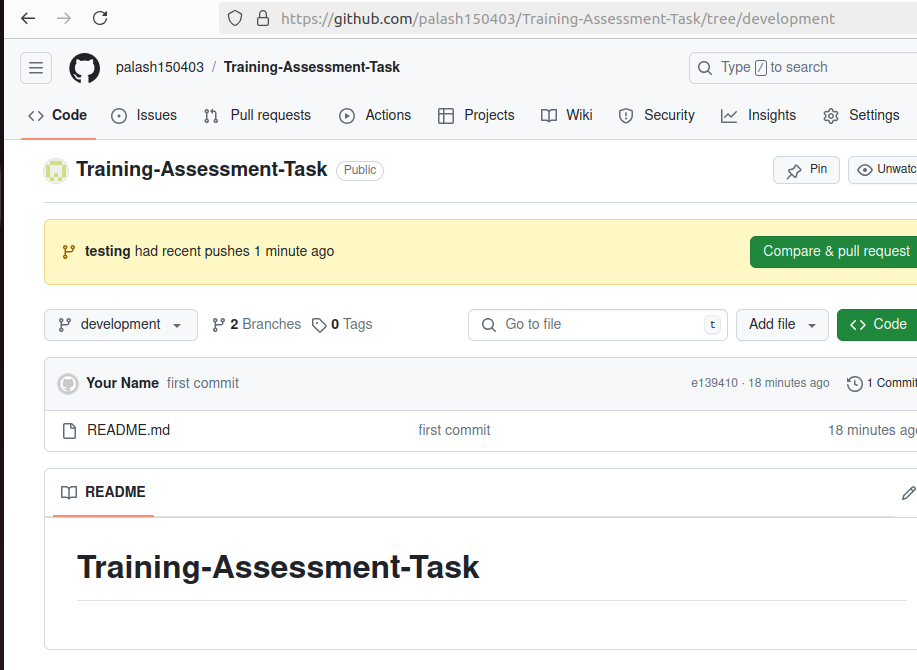 https://github.com/palash150403/Training-Assessment-Task/tree/development
palash150403 / Training-Assessment-Task
Type / to search
Code Issues Pull requests Actions Projects Wiki Security Insights Settings
Training-Assessment-Task Public
Pin Unwatc
testing had recent pushes 1 minute ago
Compare & pull request
development 2 Branches 0 Tags
Go to file t
Add file
Code
Your Name first commit
e139410 · 18 minutes ago 1 Commit
README.md first commit 18 minutes ago
README
Training-Assessment-Task